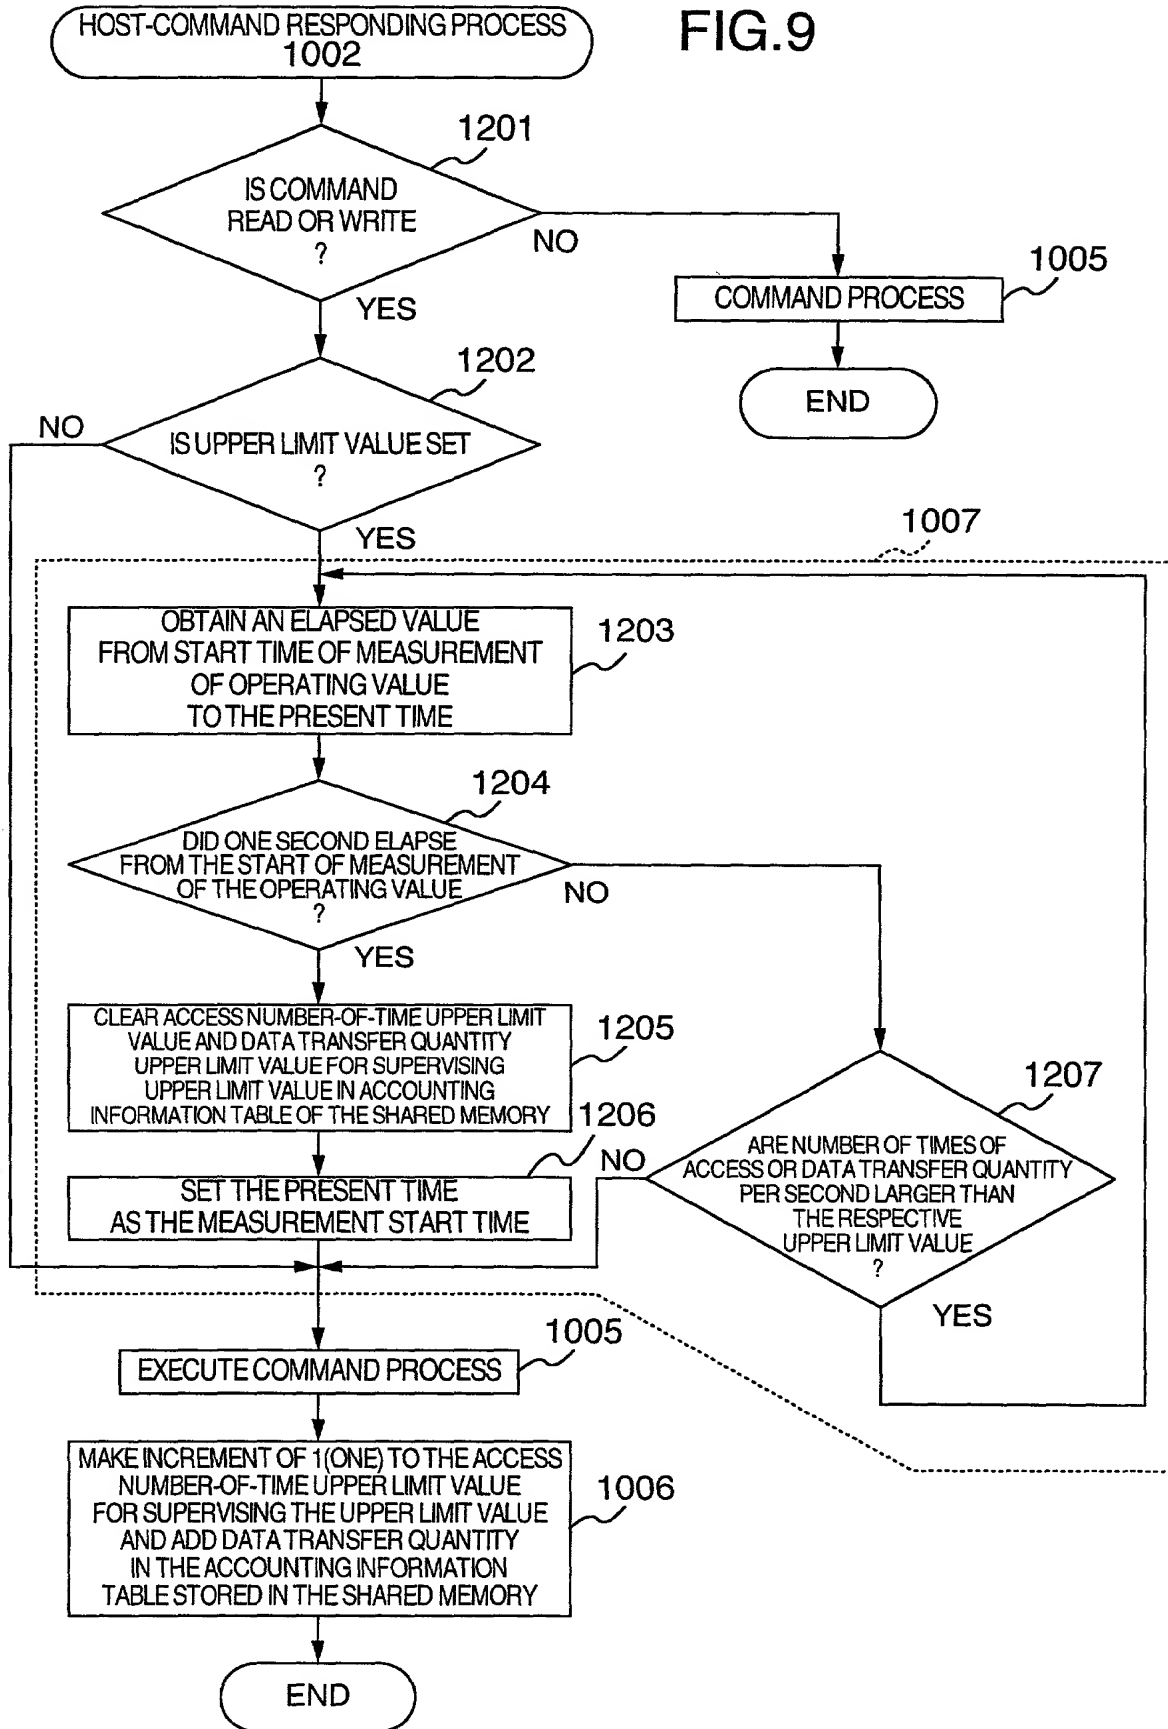 FIG.9
HOST-COMMAND RESPONDING PROCESS
1002
1201
IS COMMAND
READ OR WRITE
?
NO
YES
1005
COMMAND PROCESS
END
1202
NO
IS UPPER LIMIT VALUE SET
?
YES
1007
OBTAIN AN ELAPSED VALUE
FROM START TIME OF MEASUREMENT
OF OPERATING VALUE
TO THE PRESENT TIME
1203
1204
DID ONE SECOND ELAPSE
FROM THE START OF MEASUREMENT
OF THE OPERATING VALUE
?
NO
YES
CLEAR ACCESS NUMBER-OF-TIME UPPER LIMIT
VALUE AND DATA TRANSFER QUANTITY
UPPER LIMIT VALUE FOR SUPERVISING
UPPER LIMIT VALUE IN ACCOUNTING
INFORMATION TABLE OF THE SHARED MEMORY
1205
1206
SET THE PRESENT TIME
AS THE MEASUREMENT START TIME
1207
NO
ARE NUMBER OF TIMES OF
ACCESS OR DATA TRANSFER QUANTITY
PER SECOND LARGER THAN
THE RESPECTIVE
UPPER LIMIT VALUE
?
YES
1005
EXECUTE COMMAND PROCESS
MAKE INCREMENT OF 1(ONE) TO THE ACCESS
NUMBER-OF-TIME UPPER LIMIT VALUE
FOR SUPERVISING THE UPPER LIMIT VALUE
AND ADD DATA TRANSFER QUANTITY
IN THE ACCOUNTING INFORMATION
TABLE STORED IN THE SHARED MEMORY
1006
END